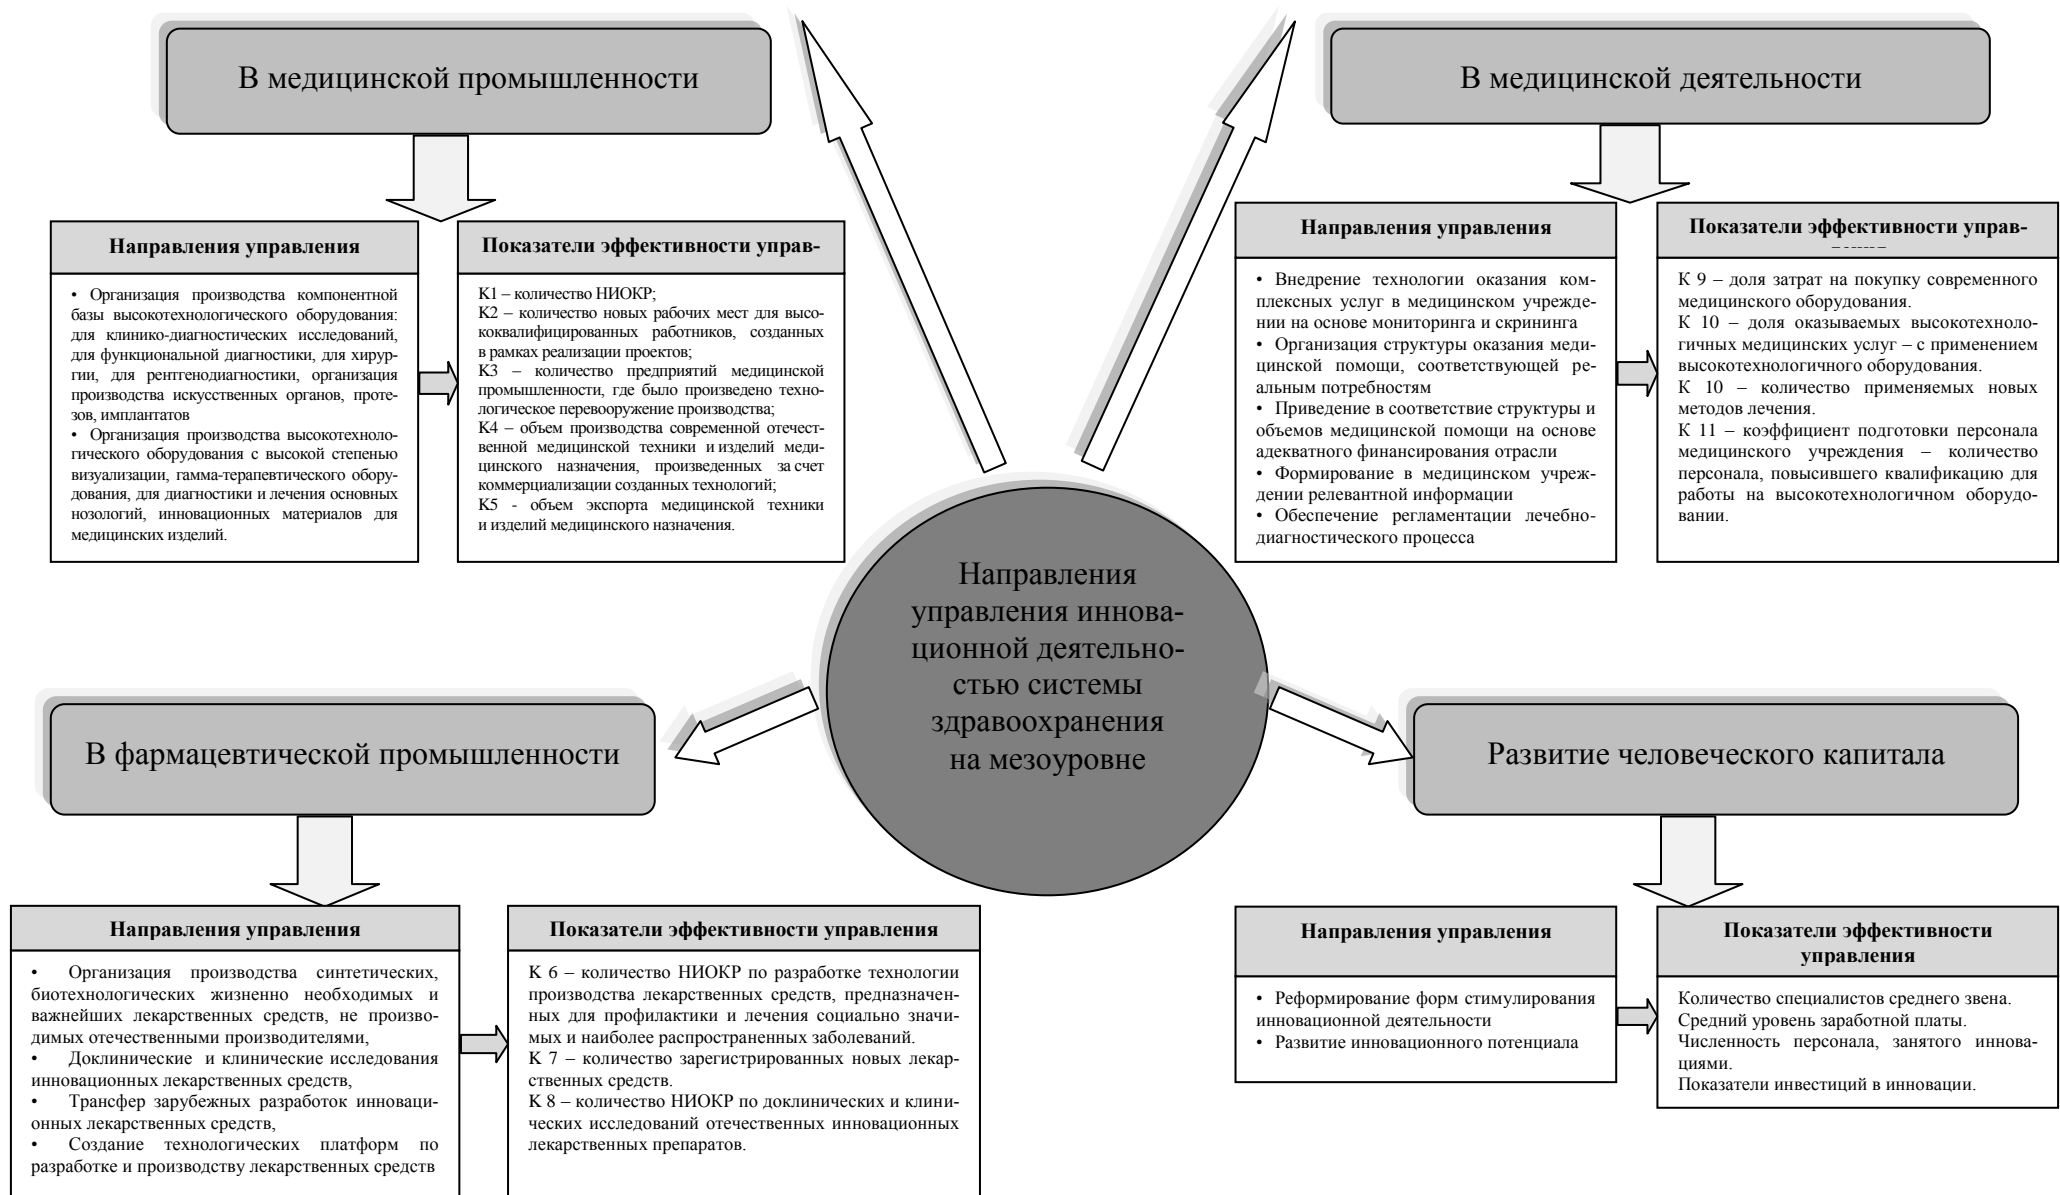 В медицинской промышленности
Направления управления
• Организация производства компонентной
базы высокотехнологического оборудования:
для клинико-диагностических исследований,
для функциональной диагностики, для хирур-
гии, для рентгенодиагностики, организация
производства искусственных органов, проте-
зов, имплантатов
• Организация производства высокотехноло-
гического оборудования с высокой степенью
визуализации, гамма-терапевтического обору-
дования, для диагностики и лечения основных
нозологий, инновационных материалов для
медицинских изделий.
Показатели эффективности управ-
К1 – количество НИОКР;
К2 – количество новых рабочих мест для высо-
коквалифицированных работников, созданных
в рамках реализации проектов;
К3 – количество предприятий медицинской
промышленности, где было произведено техно-
логическое перевооружение производства;
К4 – объем производства современной отечест-
венной медицинской техники и изделий меди-
цинского назначения, произведенных за счет
коммерциализации созданных технологий;
К5 - объем экспорта медицинской техники
и изделий медицинского назначения.
В медицинской деятельности
Направления управления
• Внедрение технологии оказания ком-
плексных услуг в медицинском учрежде-
нии на основе мониторинга и скрининга
• Организация структуры оказания меди-
цинской помощи, соответствующей ре-
альным потребностям
• Приведение в соответствие структуры и
объемов медицинской помощи на основе
адекватного финансирования отрасли
• Формирование в медицинском учреж-
дении релевантной информации
• Обеспечение регламентации лечебно-
диагностического процесса
Показатели эффективности управ-
К 9 – доля затрат на покупку современного
медицинского оборудования.
К 10 – доля оказываемых высокотехноло-
гичных медицинских услуг – с применением
высокотехнологичного оборудования.
К 10 – количество применяемых новых
методов лечения.
К 11 – коэффициент подготовки персонала
медицинского учреждения – количество
персонала, повысившего квалификацию для
работы на высокотехнологичном оборудо-
вании.
Направления
управления иннова-
ционной деятельно-
стью системы
здравоохранения
на мезоуровне
В фармацевтической промышленности
Направления управления
• Организация производства синтетических,
биотехнологических жизненно необходимых и
важнейших лекарственных средств, не произво-
димых отечественными производителями,
• Доклинические и клинические исследования
инновационных лекарственных средств,
• Трансфер зарубежных разработок инноваци-
онных лекарственных средств,
• Создание технологических платформ по
разработке и производству лекарственных средств
Показатели эффективности управления
К 6 – количество НИОКР по разработке технологии
производства лекарственных средств, предназначен-
ных для профилактики и лечения социально значи-
мых и наиболее распространенных заболеваний.
К 7 – количество зарегистрированных новых лекар-
ственных средств.
К 8 – количество НИОКР по доклинических и клини-
ческих исследований отечественных инновационных
лекарственных препаратов.
Развитие человеческого капитала
Направления управления
• Реформирование форм стимулирования
инновационной деятельности
• Развитие инновационного потенциала
Показатели эффективности
управления
Количество специалистов среднего звена.
Средний уровень заработной платы.
Численность персонала, занятого иннова-
циями.
Показатели инвестиций в инновации.